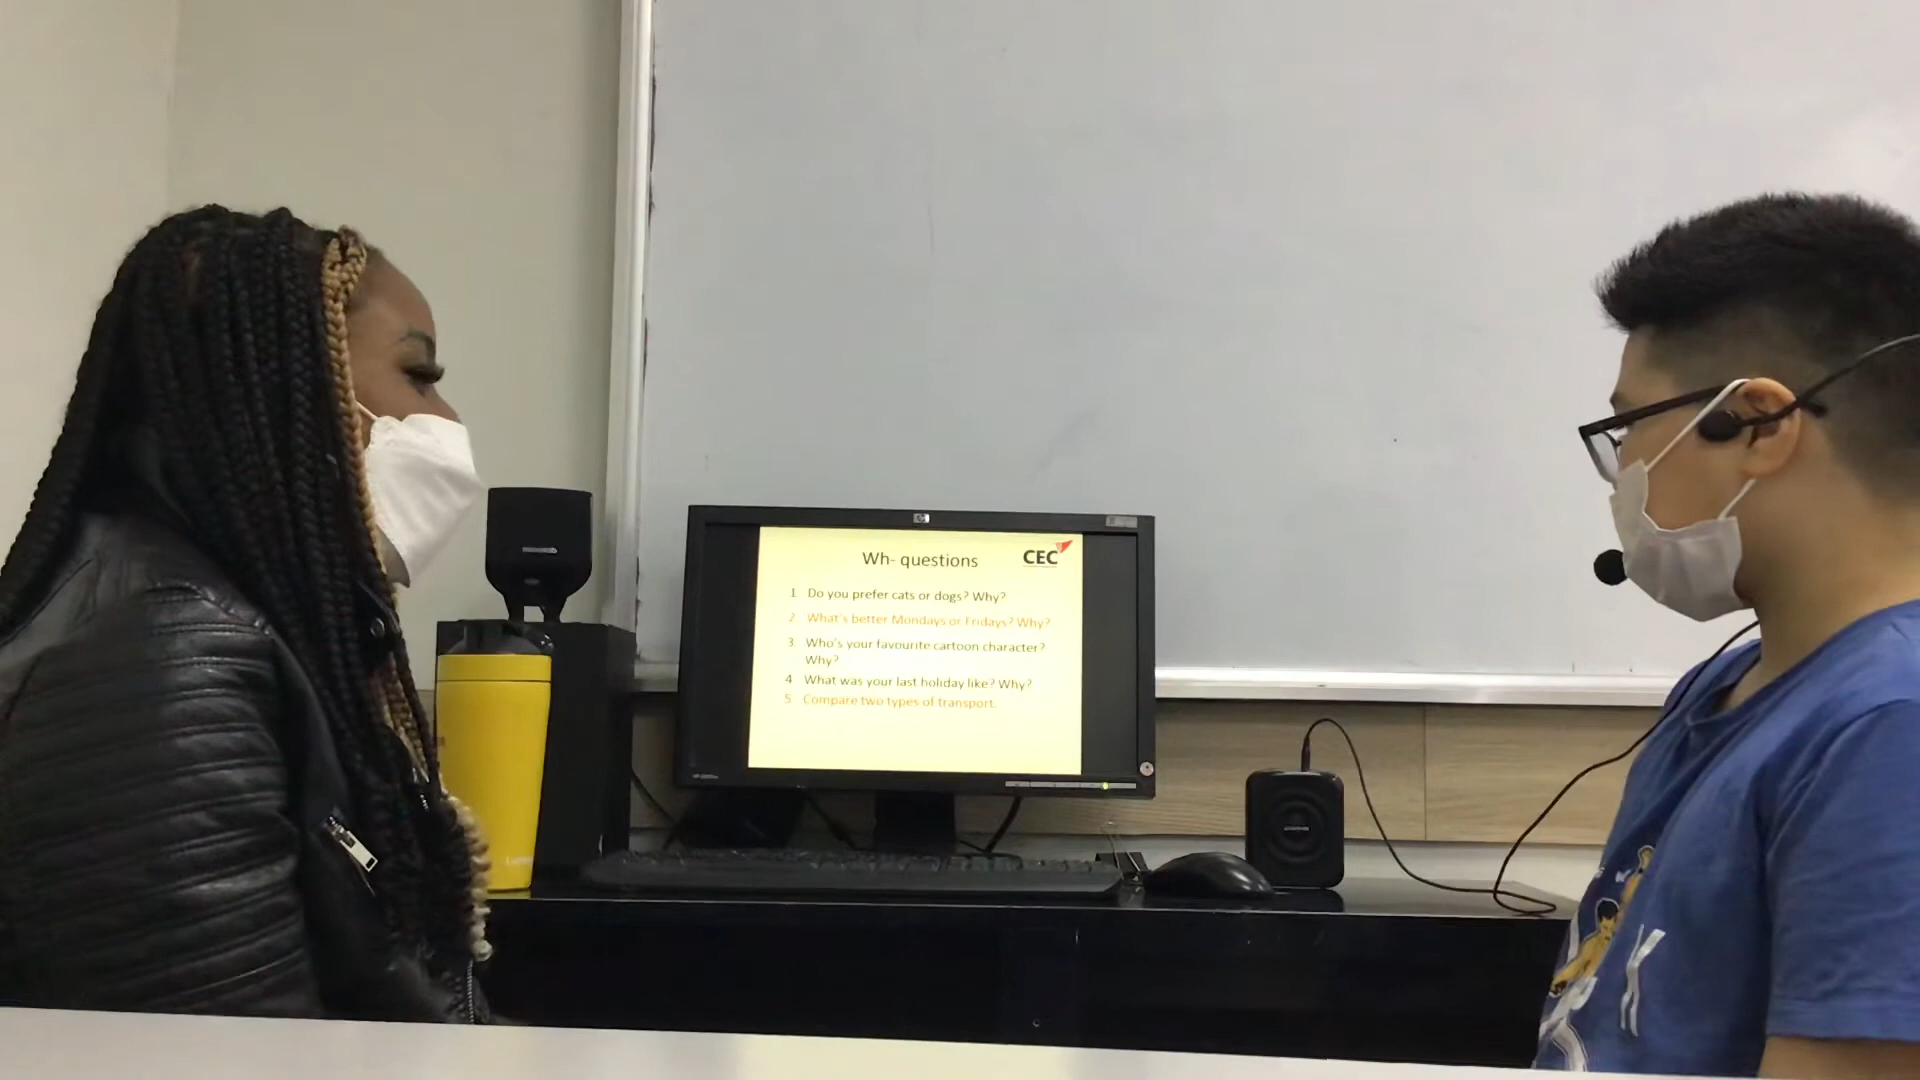 Wh- questions
CEC
1. Do you prefer cats or dogs? Why?
2. What's better Mondays or Fridays? Why?
3. Who's your favourite cartoon character?
Why?
4. What was your last holiday like? Why?
5. Compare two types of transport.
hp